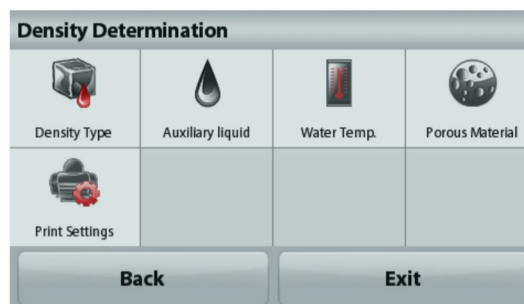 Density Determination
Density Type
Auxiliary liquid
Water Temp.
Porous Material
Print Settings
Back
Exit